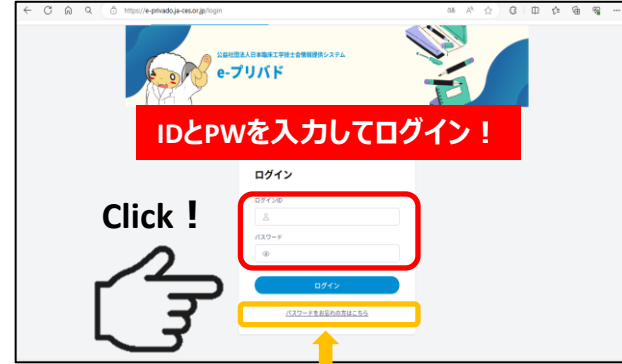 https://e-privado.ja-ces.or.jp/login
公益社団法人日本臨床工学技士会情報提供システム
e-プリバド
IDとPWを入力してログイン！
ログイン
ログインID
Click！
パスワード
ログイン
パスワードをお忘れの方はこちら